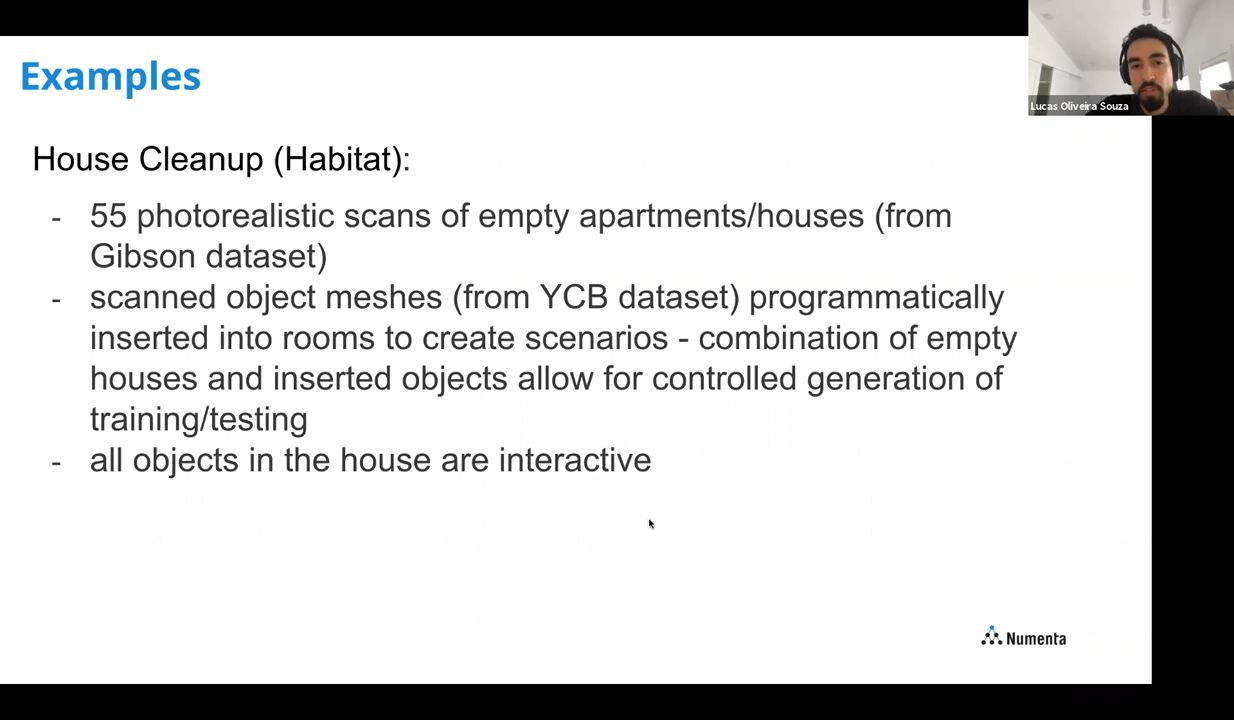 Examples
Lucas Oliveira Souza
House Cleanup (Habitat):
- 55 photorealistic scans of empty apartments/houses (from
Gibson dataset)
- scanned object meshes (from YCB dataset) programmatically
inserted into rooms to create scenarios - combination of empty
houses and inserted objects allow for controlled generation of
training/testing
- all objects in the house are interactive
Numenta